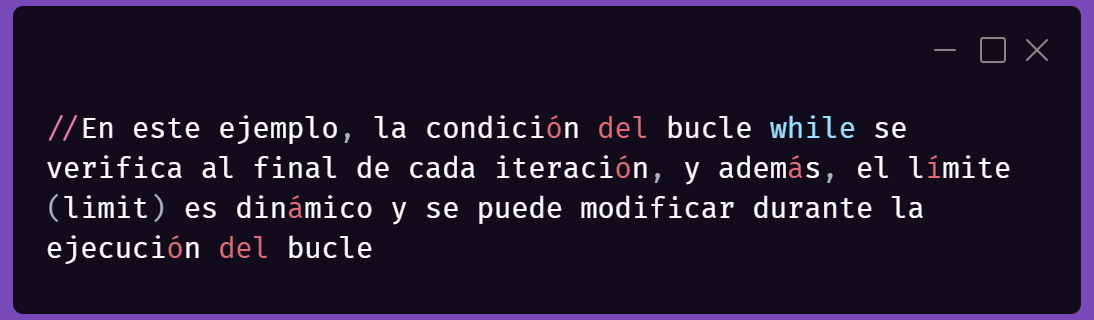 //En este ejemplo, la condición del bucle while se
verifica al final de cada iteración, y además, el límite
(limit) es dinámico y se puede modificar durante la
ejecución del bucle